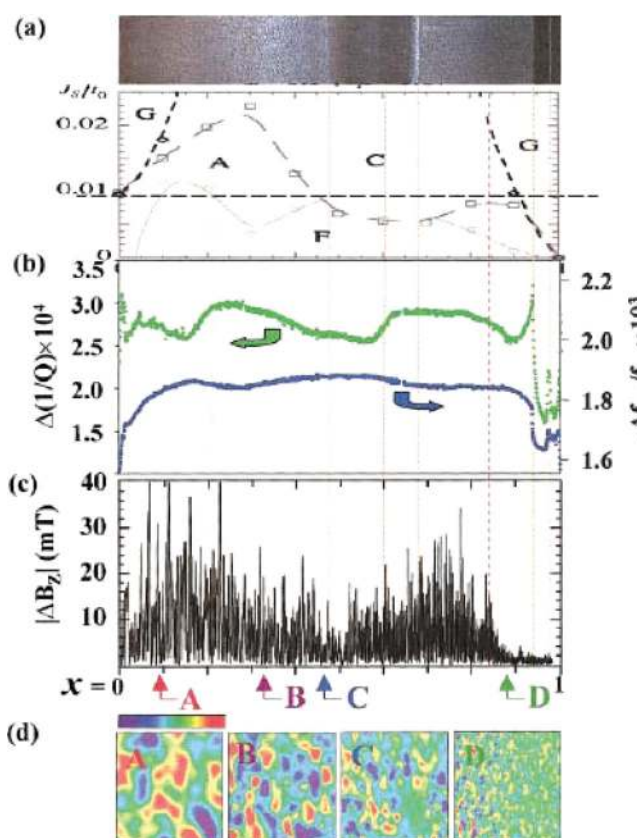 (a)
G
0.02
A
C
G
0.01
F
0
(b)
3.5
3.0
2.5
2.0
1.5
Δ(1/Q)×10⁴
2.2
2.0
1.8
1.6
(c)
40
30
20
10
|ΔB_Z| (mT)
x = 0
A
B
C
D
1
(d)
A
B
C
D